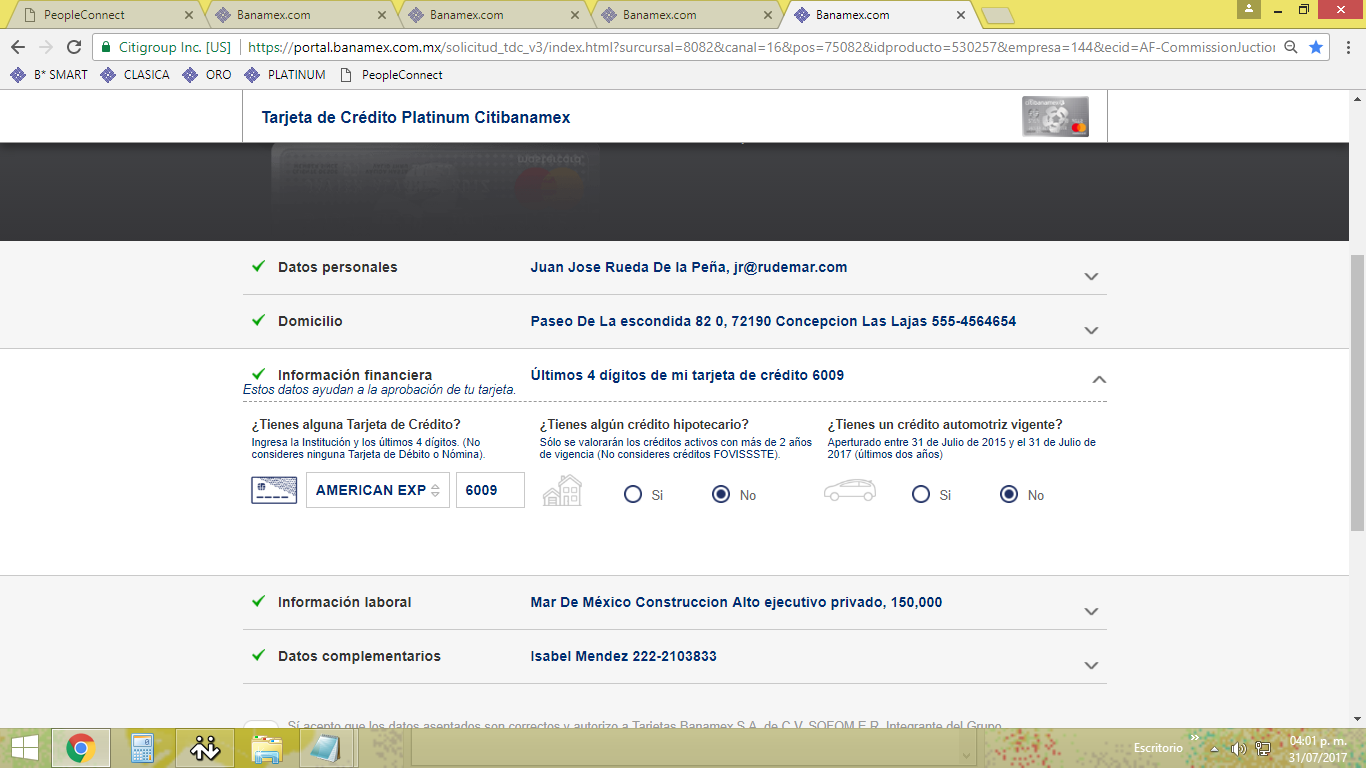 PeopleConnect
Banamex.com
Banamex.com
Banamex.com
Banamex.com
Citigroup Inc. [US]
https://portal.banamex.com.mx/solicitud_tdc_v3/index.html?surcursal=8082&canal=16&pos=75082&idproducto=530257&empresa=144&ecid=AF-CommissionJuctior
B* SMART
CLASICA
ORO
PLATINUM
PeopleConnect
Tarjeta de Crédito Platinum Citibanamex
citibanamex
Datos personales
Juan Jose Rueda De la Peña, jr@rudemar.com
Domicilio
Paseo De La escondida 82 0, 72190 Concepcion Las Lajas 555-4564654
Información financiera
Últimos 4 dígitos de mi tarjeta de crédito 6009
Estos datos ayudan a la aprobación de tu tarjeta.
¿Tienes alguna Tarjeta de Crédito?
Ingresa la Institución y los últimos 4 dígitos. (No
consideres ninguna Tarjeta de Débito o Nómina).
AMERICAN EXP
6009
¿Tienes algún crédito hipotecario?
Sólo se valorarán los créditos activos con más de 2 años
de vigencia (No consideres créditos FOVISSSTE).
Si
No
¿Tienes un crédito automotriz vigente?
Aperturado entre 31 de Julio de 2015 y el 31 de Julio de
2017 (últimos dos años)
Si
No
Información laboral
Mar De México Construccion Alto ejecutivo privado, 150,000
Datos complementarios
Isabel Mendez 222-2103833
Sí acepto que los datos asentados son correctos y autorizo a Tarjetas Banamex S.A. de C.V. SOFOM E.R. Integrante del Grupo
Escritorio
04:01 p. m.
31/07/2017